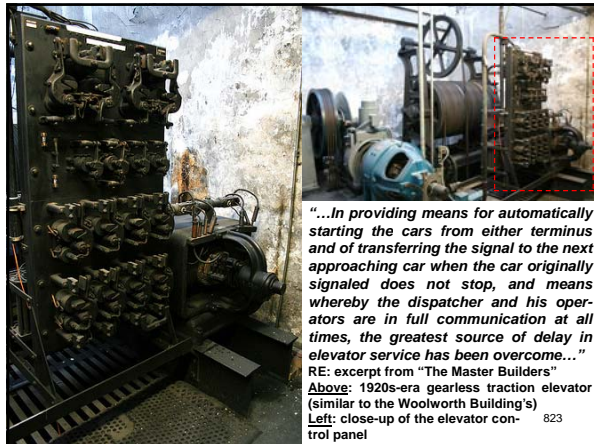 “…In providing means for automatically
starting the cars from either terminus
and of transferring the signal to the next
approaching car when the car originally
signaled does not stop, and means
whereby the dispatcher and his oper-
ators are in full communication at all
times, the greatest source of delay in
elevator service has been overcome…”
RE: excerpt from “The Master Builders”
Above: 1920s-era gearless traction elevator
(similar to the Woolworth Building’s)
Left: close-up of the elevator con-
trol panel
823